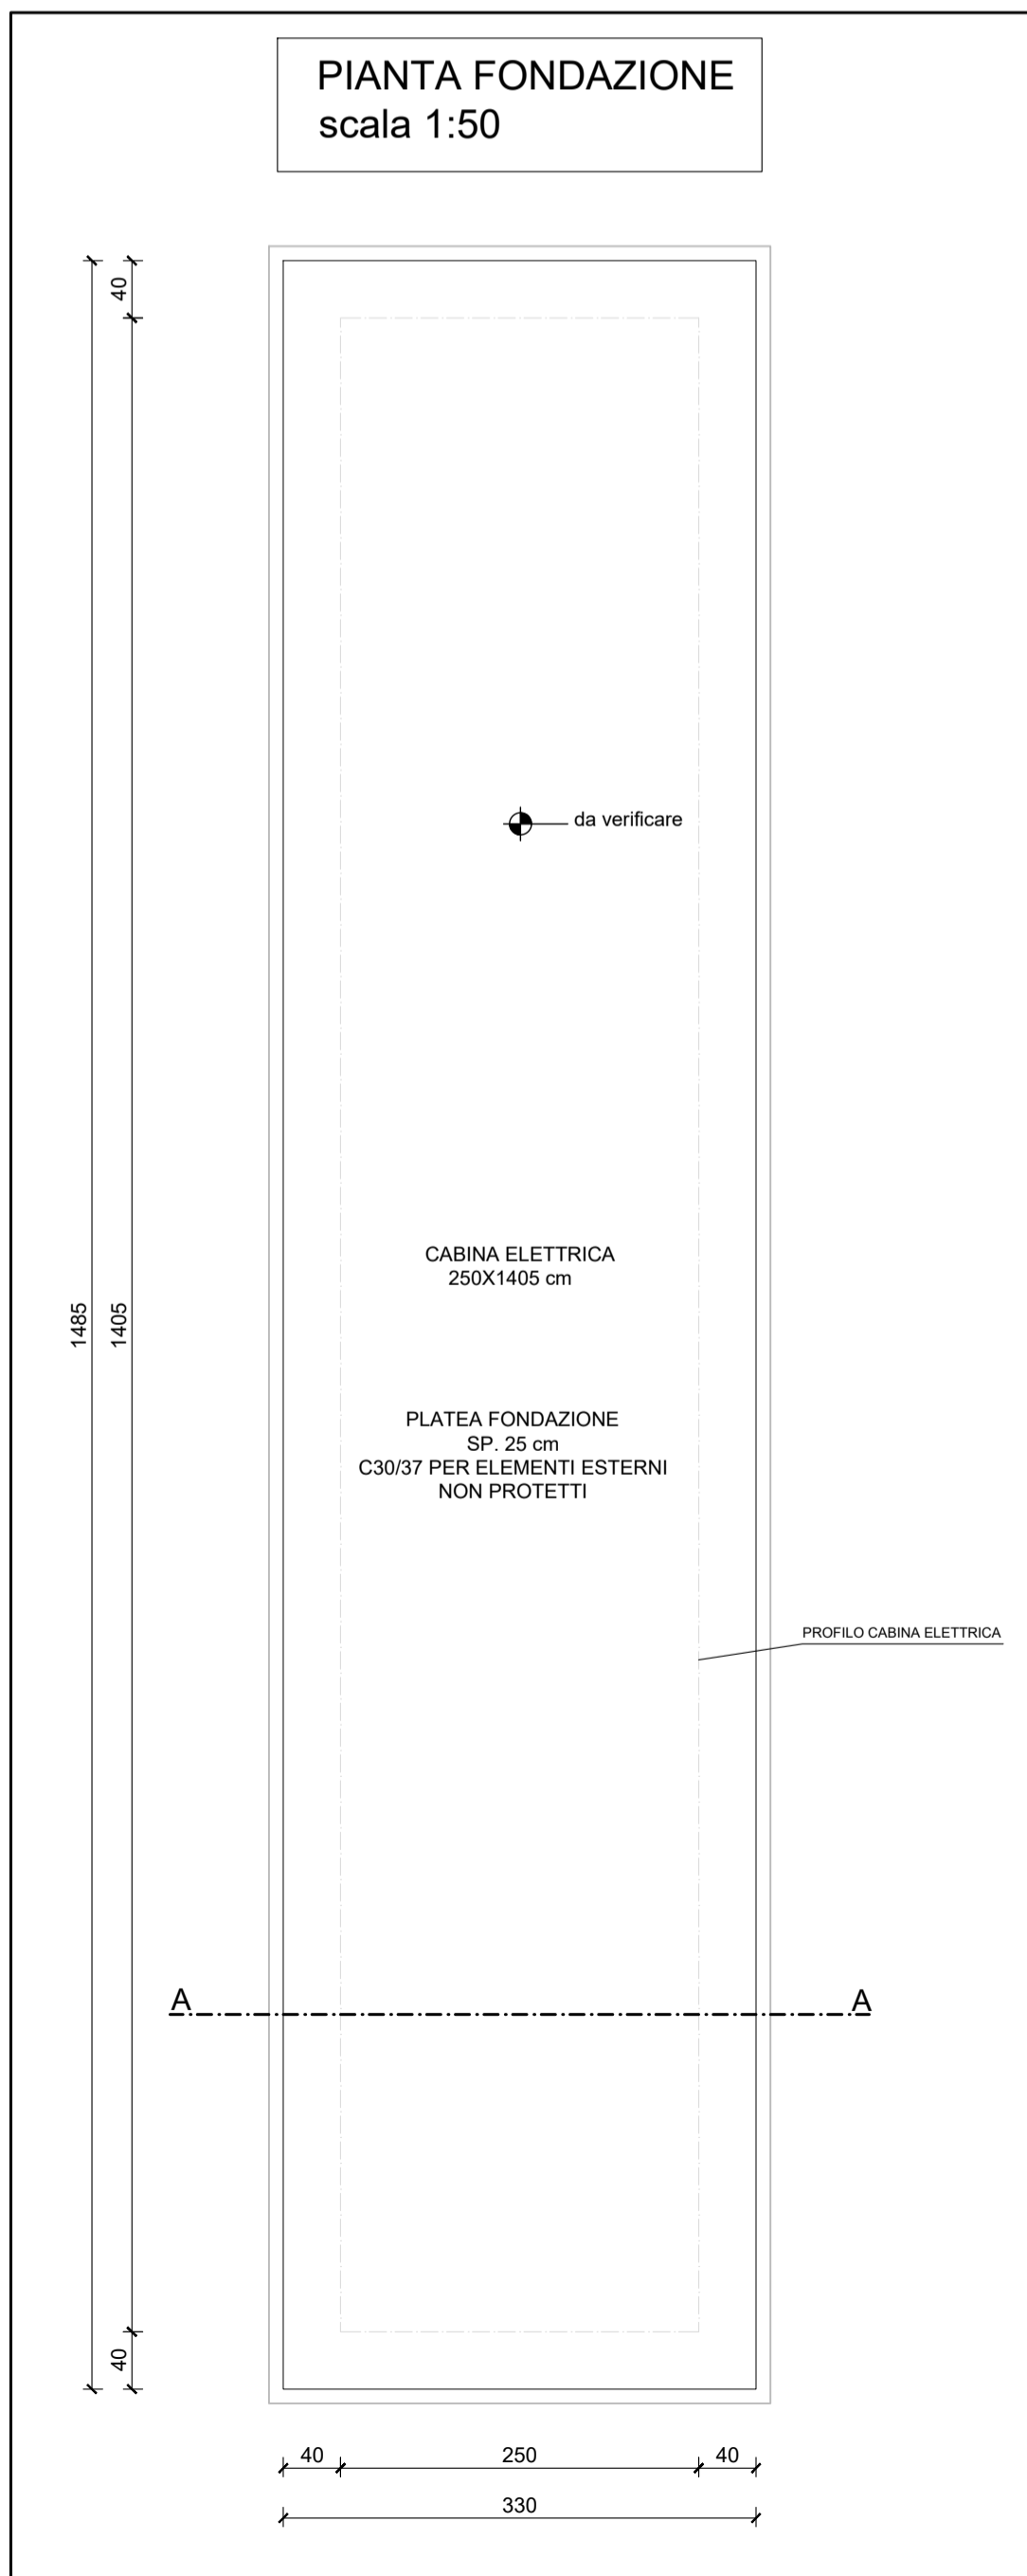 PIANTA FONDAZIONE
scala 1:50
40
da verificare
CABINA ELETTRICA
250X1405 cm
1485
1405
PLATEA FONDAZIONE
SP. 25 cm
C30/37 PER ELEMENTI ESTERNI
NON PROTETTI
PROFILO CABINA ELETTRICA
A
A
40
40
250
40
330